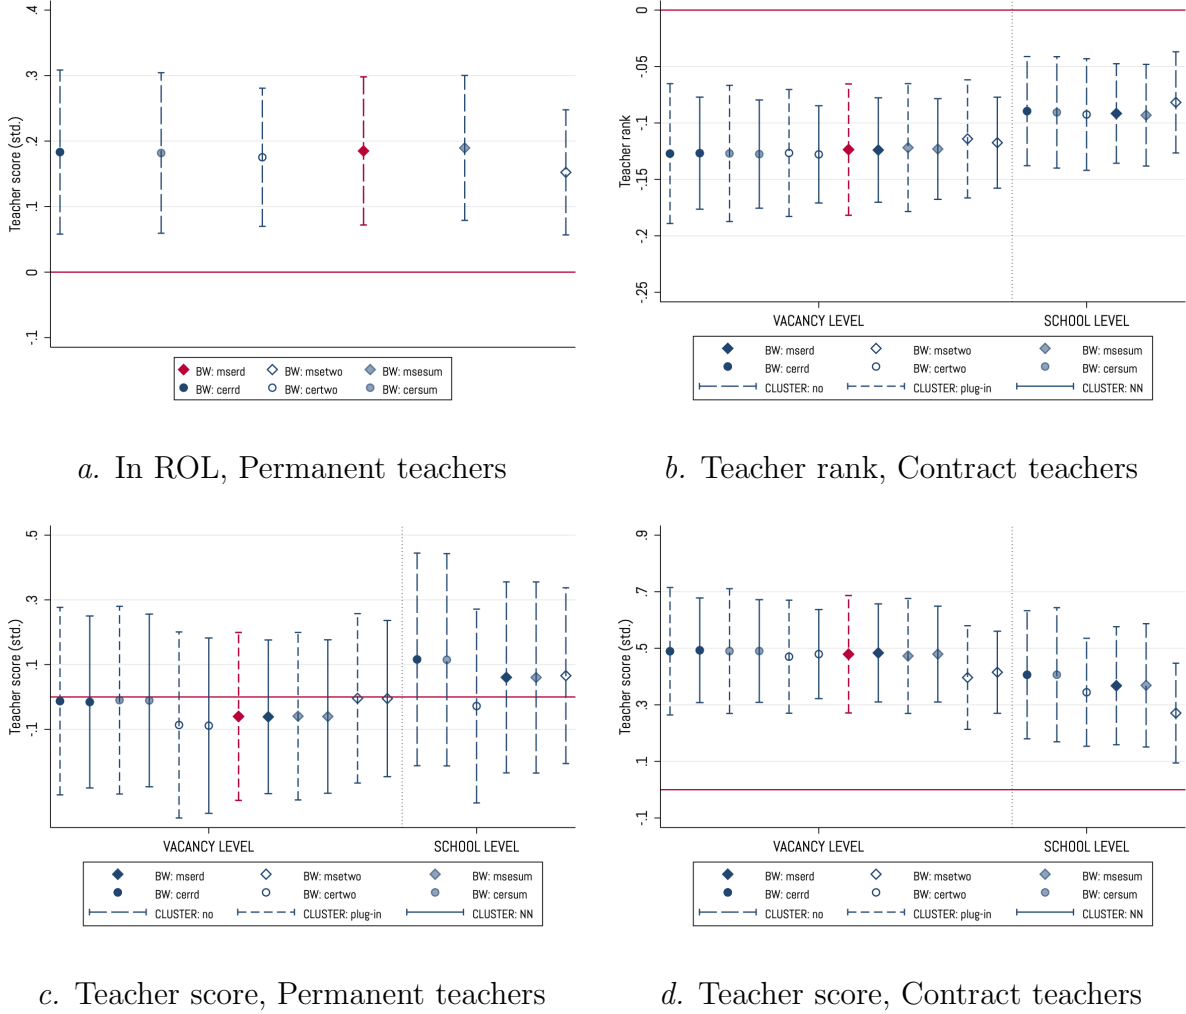 .4
.3
.2
.1
0
-.1
Teacher score (std.)
BW: mserd
BW: msetwo
BW: msesum
BW: cerrd
BW: certwo
BW: cersum
a. In ROL, Permanent teachers
0
-.05
-.1
-.15
-.2
-.25
Teacher rank
VACANCY LEVEL
SCHOOL LEVEL
BW: mserd
BW: msetwo
BW: msesum
BW: cerrd
BW: certwo
BW: cersum
CLUSTER: no
CLUSTER: plug-in
CLUSTER: NN
b. Teacher rank, Contract teachers
.5
.3
.1
-.1
Teacher score (std.)
VACANCY LEVEL
SCHOOL LEVEL
BW: mserd
BW: msetwo
BW: msesum
BW: cerrd
BW: certwo
BW: cersum
CLUSTER: no
CLUSTER: plug-in
CLUSTER: NN
c. Teacher score, Permanent teachers
.9
.7
.5
.3
.1
-.1
Teacher score (std.)
VACANCY LEVEL
SCHOOL LEVEL
BW: mserd
BW: msetwo
BW: msesum
BW: cerrd
BW: certwo
BW: cersum
CLUSTER: no
CLUSTER: plug-in
CLUSTER: NN
d. Teacher score, Contract teachers